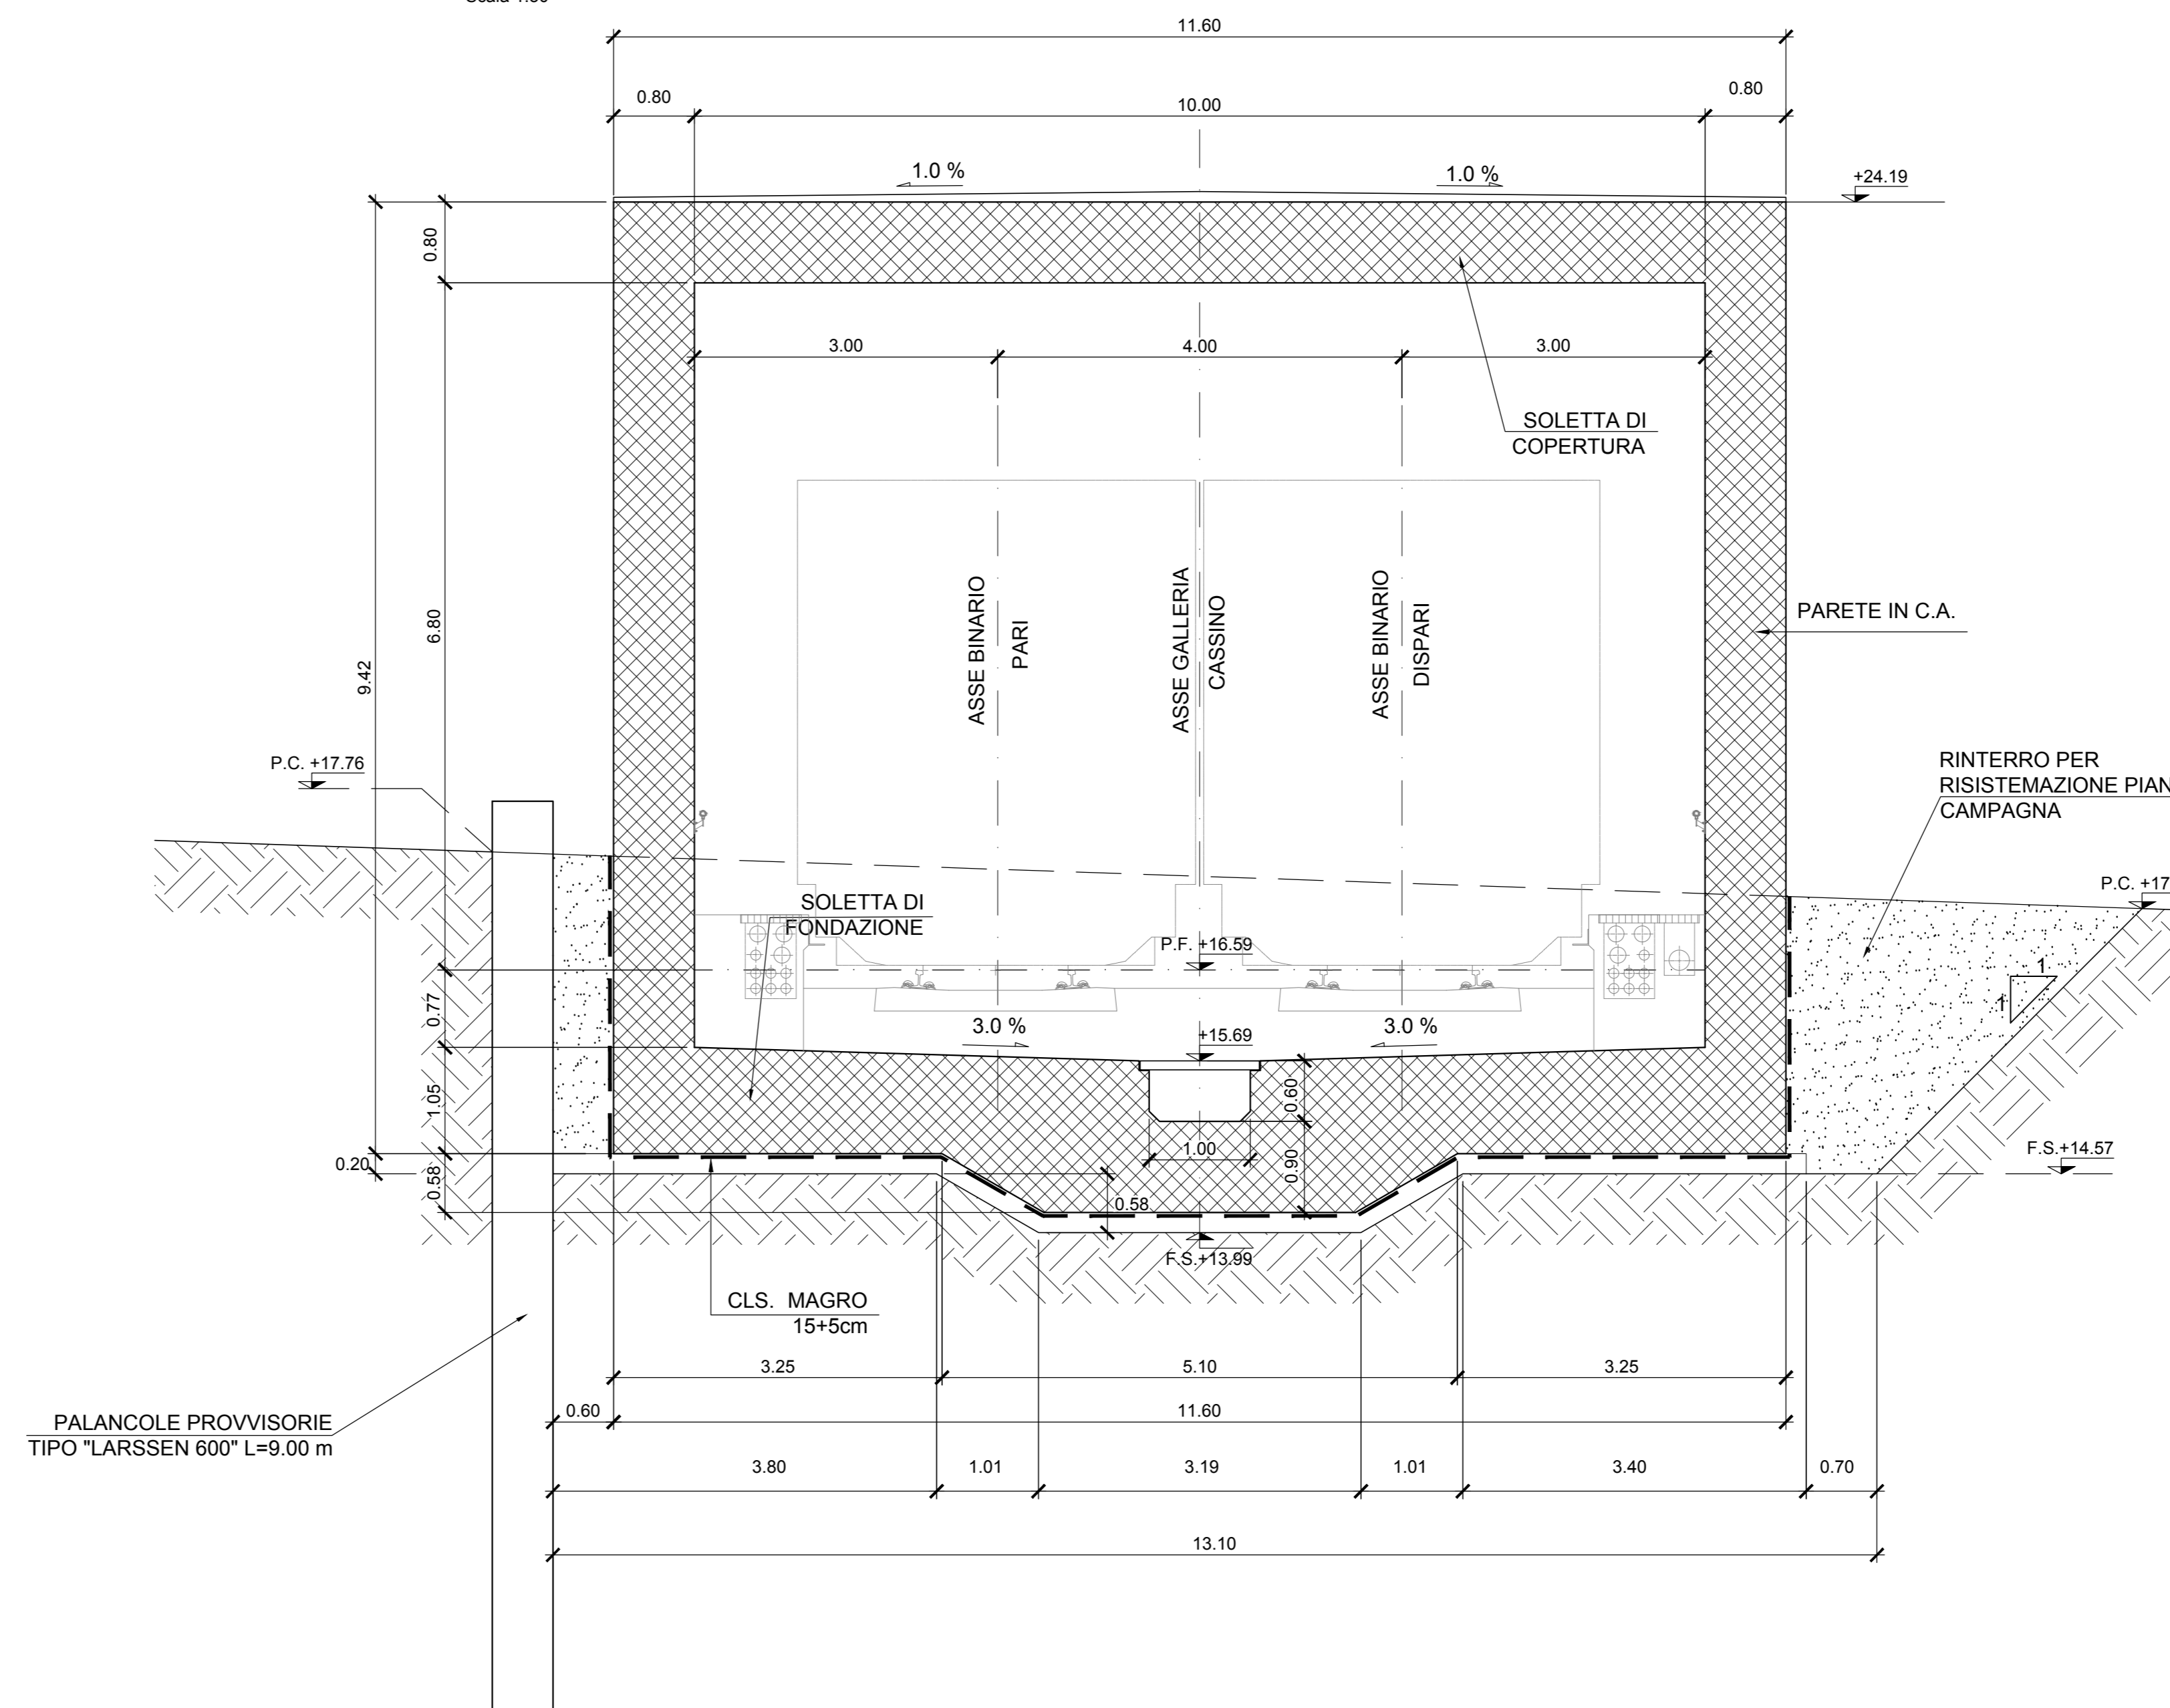 11.60
0.80
10.00
0.80
1.0 %
1.0 %
+24.19
0.80
3.00
4.00
3.00
SOLETTA DI
COPERTURA
6.80
9.42
ASSE BINARIO
PARI
ASSE GALLERIA
CASSINO
ASSE BINARIO
DISPARI
PARETE IN C.A.
P.C. +17.76
RINTERRO PER
RISISTEMAZIONE PIAN
CAMPAGNA
P.C. +17
SOLETTA DI
FONDAZIONE
P.F. +16.59
1
1
0.77
3.0 %
+15.69
3.0 %
1.05
0.60
1.00
0.90
F.S.+14.57
0.20
0.58
0.58
F.S.+13.99
CLS. MAGRO
15+5cm
3.25
5.10
3.25
0.60
11.60
PALANCOLE PROVVISORIE
TIPO "LARSSEN 600" L=9.00 m
3.80
1.01
3.19
1.01
3.40
0.70
13.10